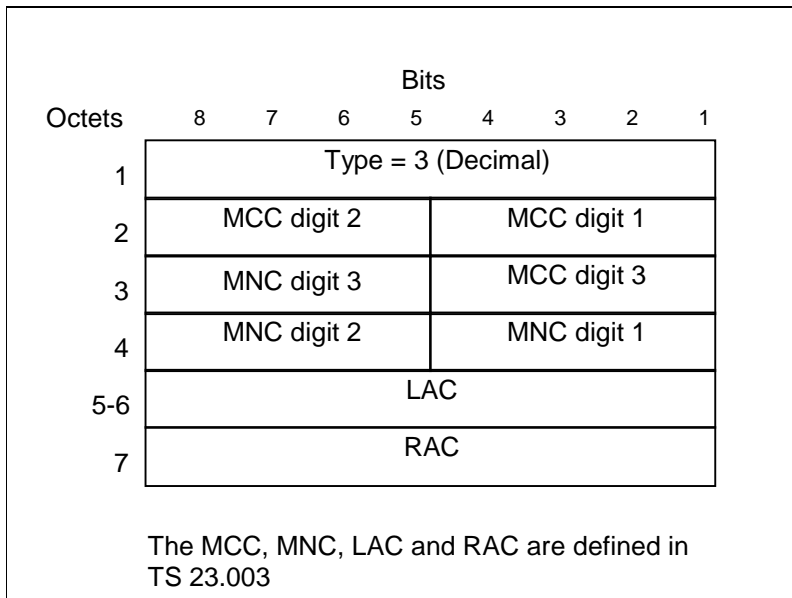 Bits
Octets 8 7 6 5 4 3 2 1
1 Type = 3 (Decimal)
2 MCC digit 2 MCC digit 1
3 MNC digit 3 MCC digit 3
4 MNC digit 2 MNC digit 1
5-6 LAC
7 RAC
The MCC, MNC, LAC and RAC are defined in
TS 23.003